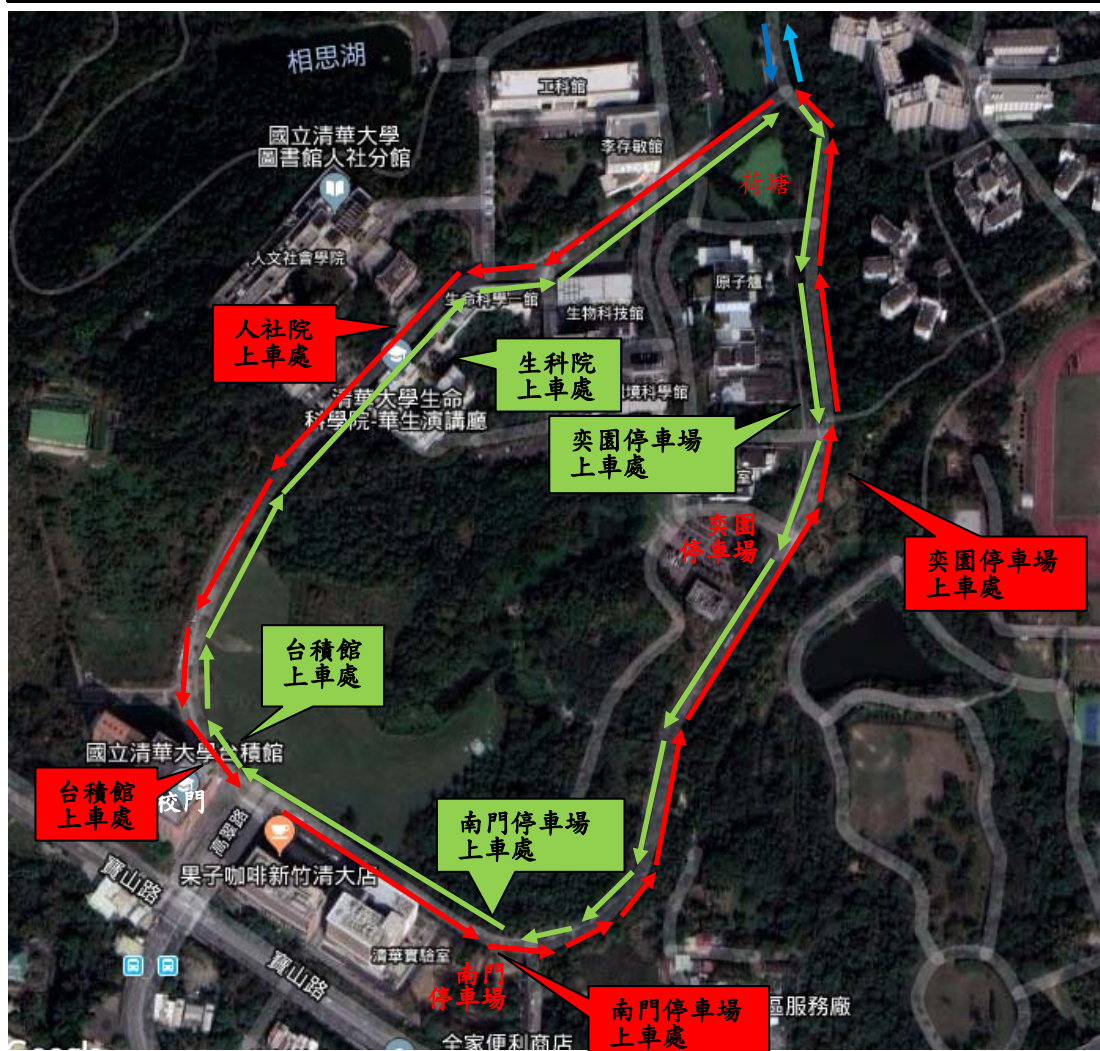 相思湖
工科館
國立清華大學
圖書館人社分館
李存敏館
荷塘
人文社會學院
原子爐
生命科學一館
生物科技館
人社院
上車處
生科院
上車處
清華大學生命
科學院-華生演講廳
境科學館
奕園停車場
上車處
室
奕園
停車場
奕園停車場
上車處
台積館
上車處
國立清華大學台積館
台積館
上車處
校門
高翠路
南門停車場
上車處
果子咖啡新竹清大店
寶山路
清華實驗室
寶山路
南門
停車場
南門停車場
上車處
區服務廠
全家便利商店
Google